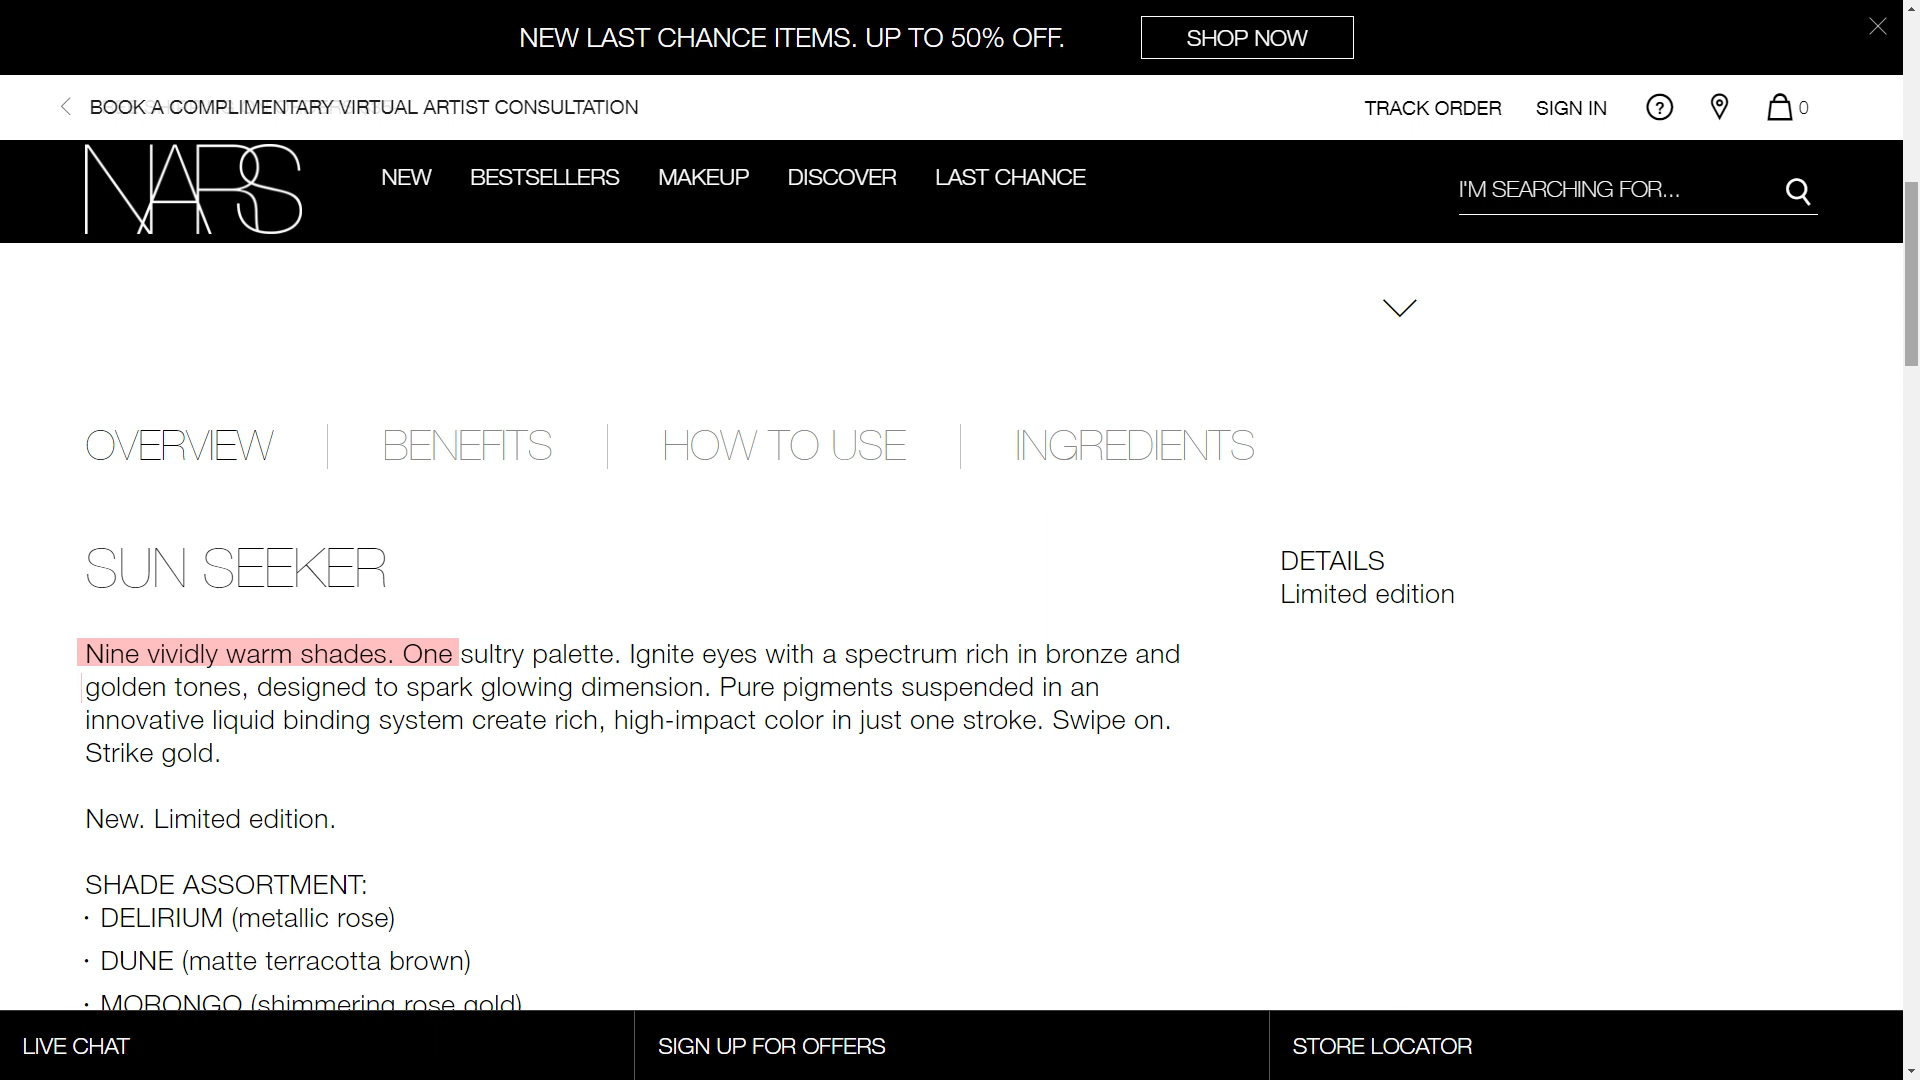 NEW LAST CHANCE ITEMS. UP TO 50% OFF.
SHOP NOW
BOOK A COMPLIMENTARY VIRTUAL ARTIST CONSULTATION
TRACK ORDER
SIGN IN
0
NARS
NEW
BESTSELLERS
MAKEUP
DISCOVER
LAST CHANCE
I'M SEARCHING FOR...
OVERVIEW
BENEFITS
HOW TO USE
INGREDIENTS
SUN SEEKER
DETAILS
Limited edition
Nine vividly warm shades. One sultry palette. Ignite eyes with a spectrum rich in bronze and
golden tones, designed to spark glowing dimension. Pure pigments suspended in an
innovative liquid binding system create rich, high-impact color in just one stroke. Swipe on.
Strike gold.
New. Limited edition.
SHADE ASSORTMENT:
· DELIRIUM (metallic rose)
· DUNE (matte terracotta brown)
· MORONGO (shimmering rose gold)
LIVE CHAT
SIGN UP FOR OFFERS
STORE LOCATOR